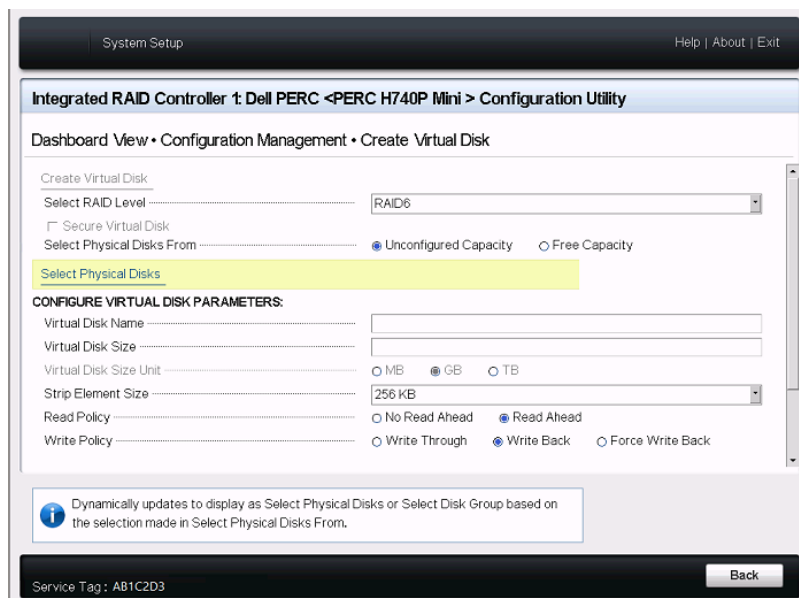 System Setup
Help | About | Exit
Integrated RAID Controller 1: Dell PERC <PERC H740P Mini > Configuration Utility
Dashboard View • Configuration Management • Create Virtual Disk
Create Virtual Disk
Select RAID Level RAID6
Secure Virtual Disk
Select Physical Disks From Unconfigured Capacity Free Capacity
Select Physical Disks
CONFIGURE VIRTUAL DISK PARAMETERS:
Virtual Disk Name
Virtual Disk Size
Virtual Disk Size Unit MB GB TB
Strip Element Size 256 KB
Read Policy No Read Ahead Read Ahead
Write Policy Write Through Write Back Force Write Back
Dynamically updates to display as Select Physical Disks or Select Disk Group based on
the selection made in Select Physical Disks From.
Back
Service Tag : AB1C2D3